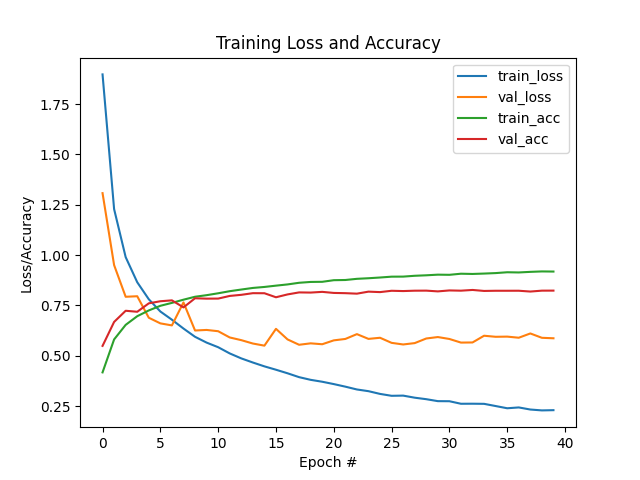 Training Loss and Accuracy
train_loss
val_loss
train_acc
val_acc
Loss/Accuracy
1.75
1.50
1.25
1.00
0.75
0.50
0.25
0 5 10 15 20 25 30 35 40
Epoch #